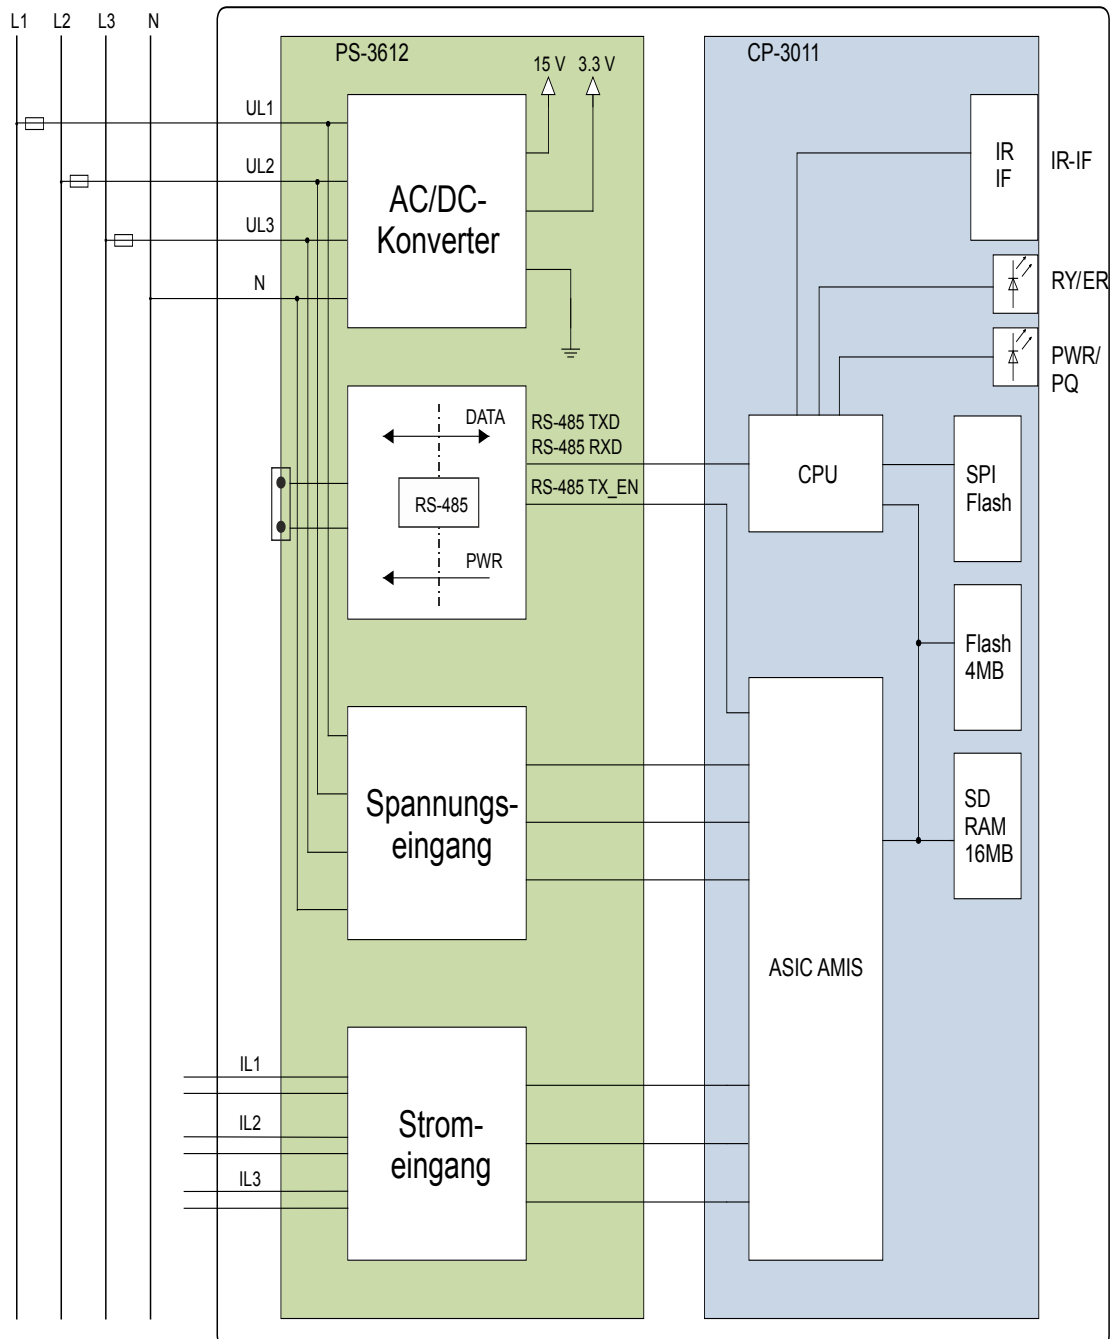 L1 L2 L3 N
PS-3612
CP-3011
15 V 3.3 V
UL1
UL2
UL3
N
AC/DC-
Konverter
IR
IF
IR-IF
RY/ER
PWR/
PQ
DATA
RS-485
PWR
RS-485 TXD
RS-485 RXD
RS-485 TX_EN
CPU
SPI
Flash
Flash
4MB
SD
RAM
16MB
Spannungs-
eingang
ASIC AMIS
IL1
IL2
IL3
Strom-
eingang